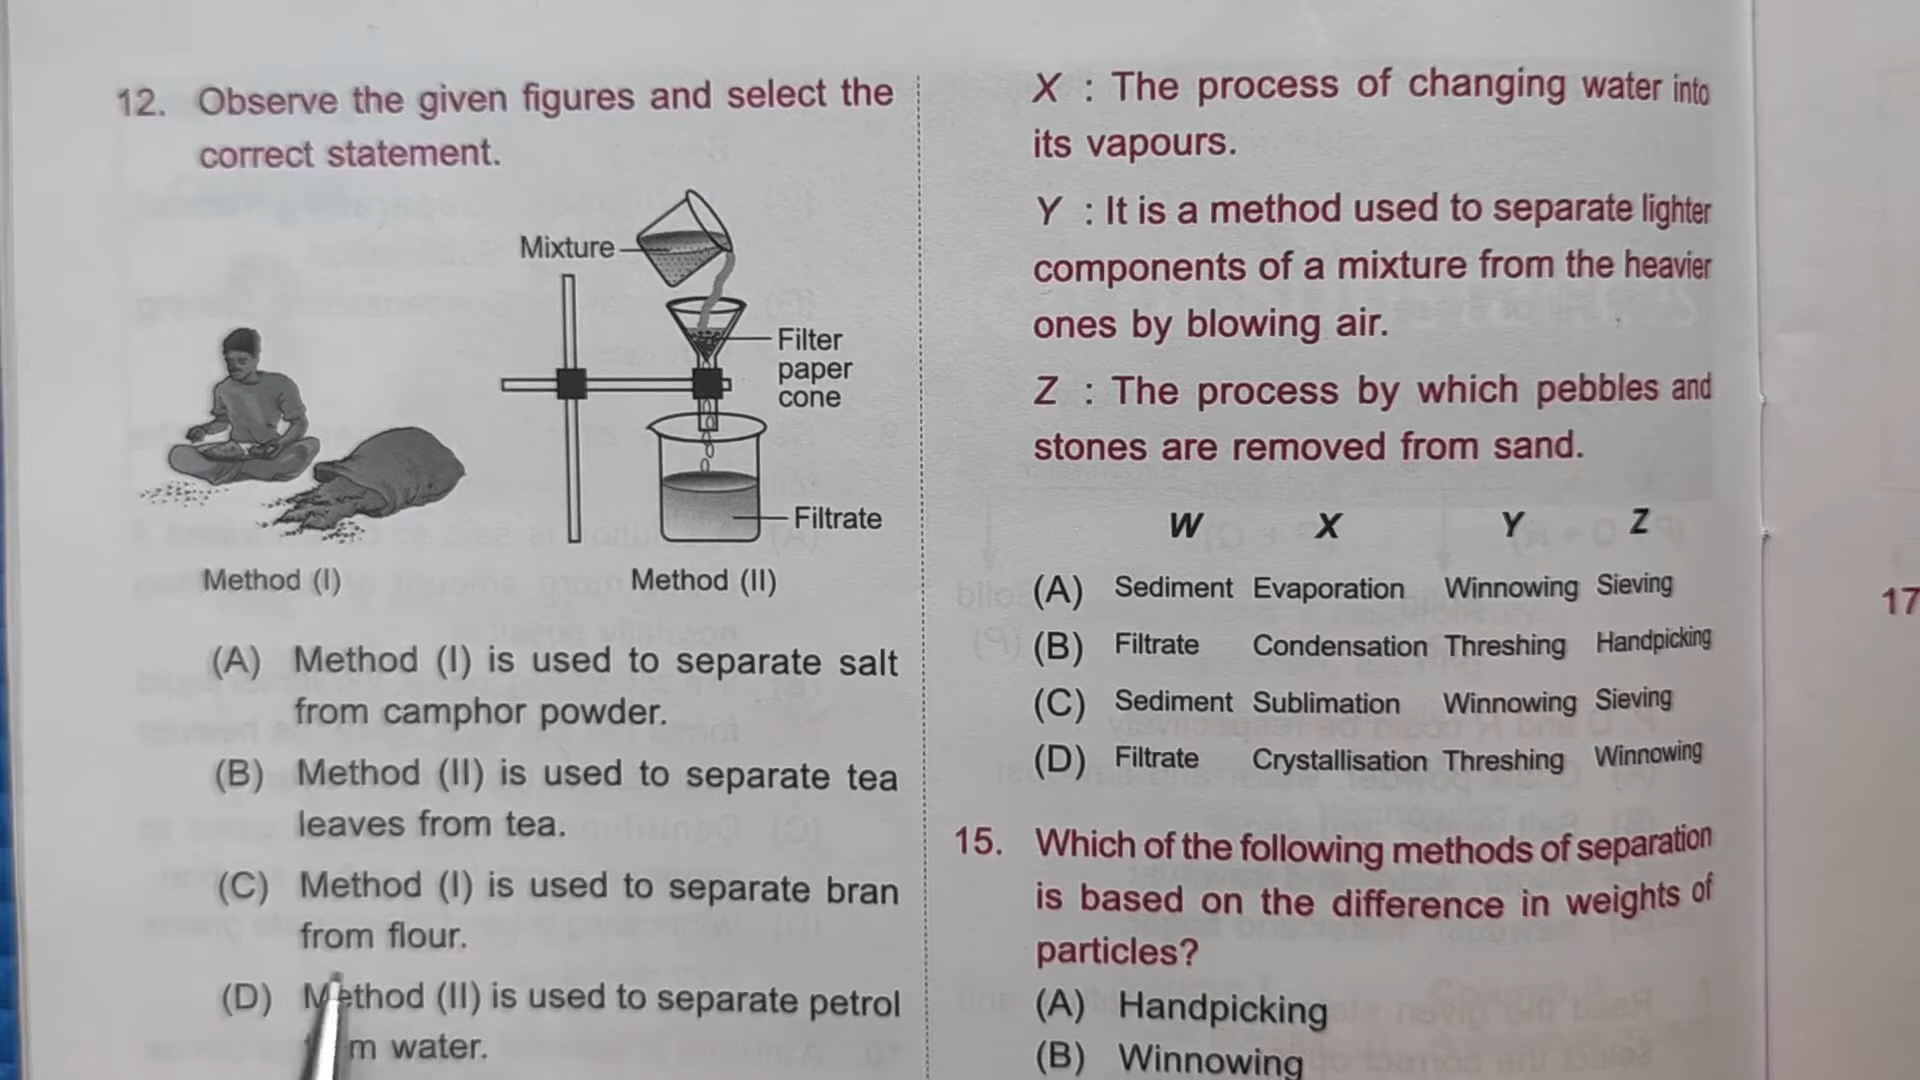 12. Observe the given figures and select the
correct statement.
Mixture
Filter
paper
cone
Filtrate
Method (I)
Method (II)
(A) Method (I) is used to separate salt
from camphor powder.
(B) Method (II) is used to separate tea
leaves from tea.
(C) Method (I) is used to separate bran
from flour.
(D) Method (II) is used to separate petrol
water.
X : The process of changing water into
its vapours.
Y : It is a method used to separate lighter
components of a mixture from the heavier
ones by blowing air.
Z : The process by which pebbles and
stones are removed from sand.
W X Y Z
(A) Sediment Evaporation Winnowing Sieving
(B) Filtrate Condensation Threshing Handpicking
(C) Sediment Sublimation Winnowing Sieving
(D) Filtrate Crystallisation Threshing Winnowing
15. Which of the following methods of separation
is based on the difference in weights of
particles?
(A) Handpicking
(B) Winnowing
17